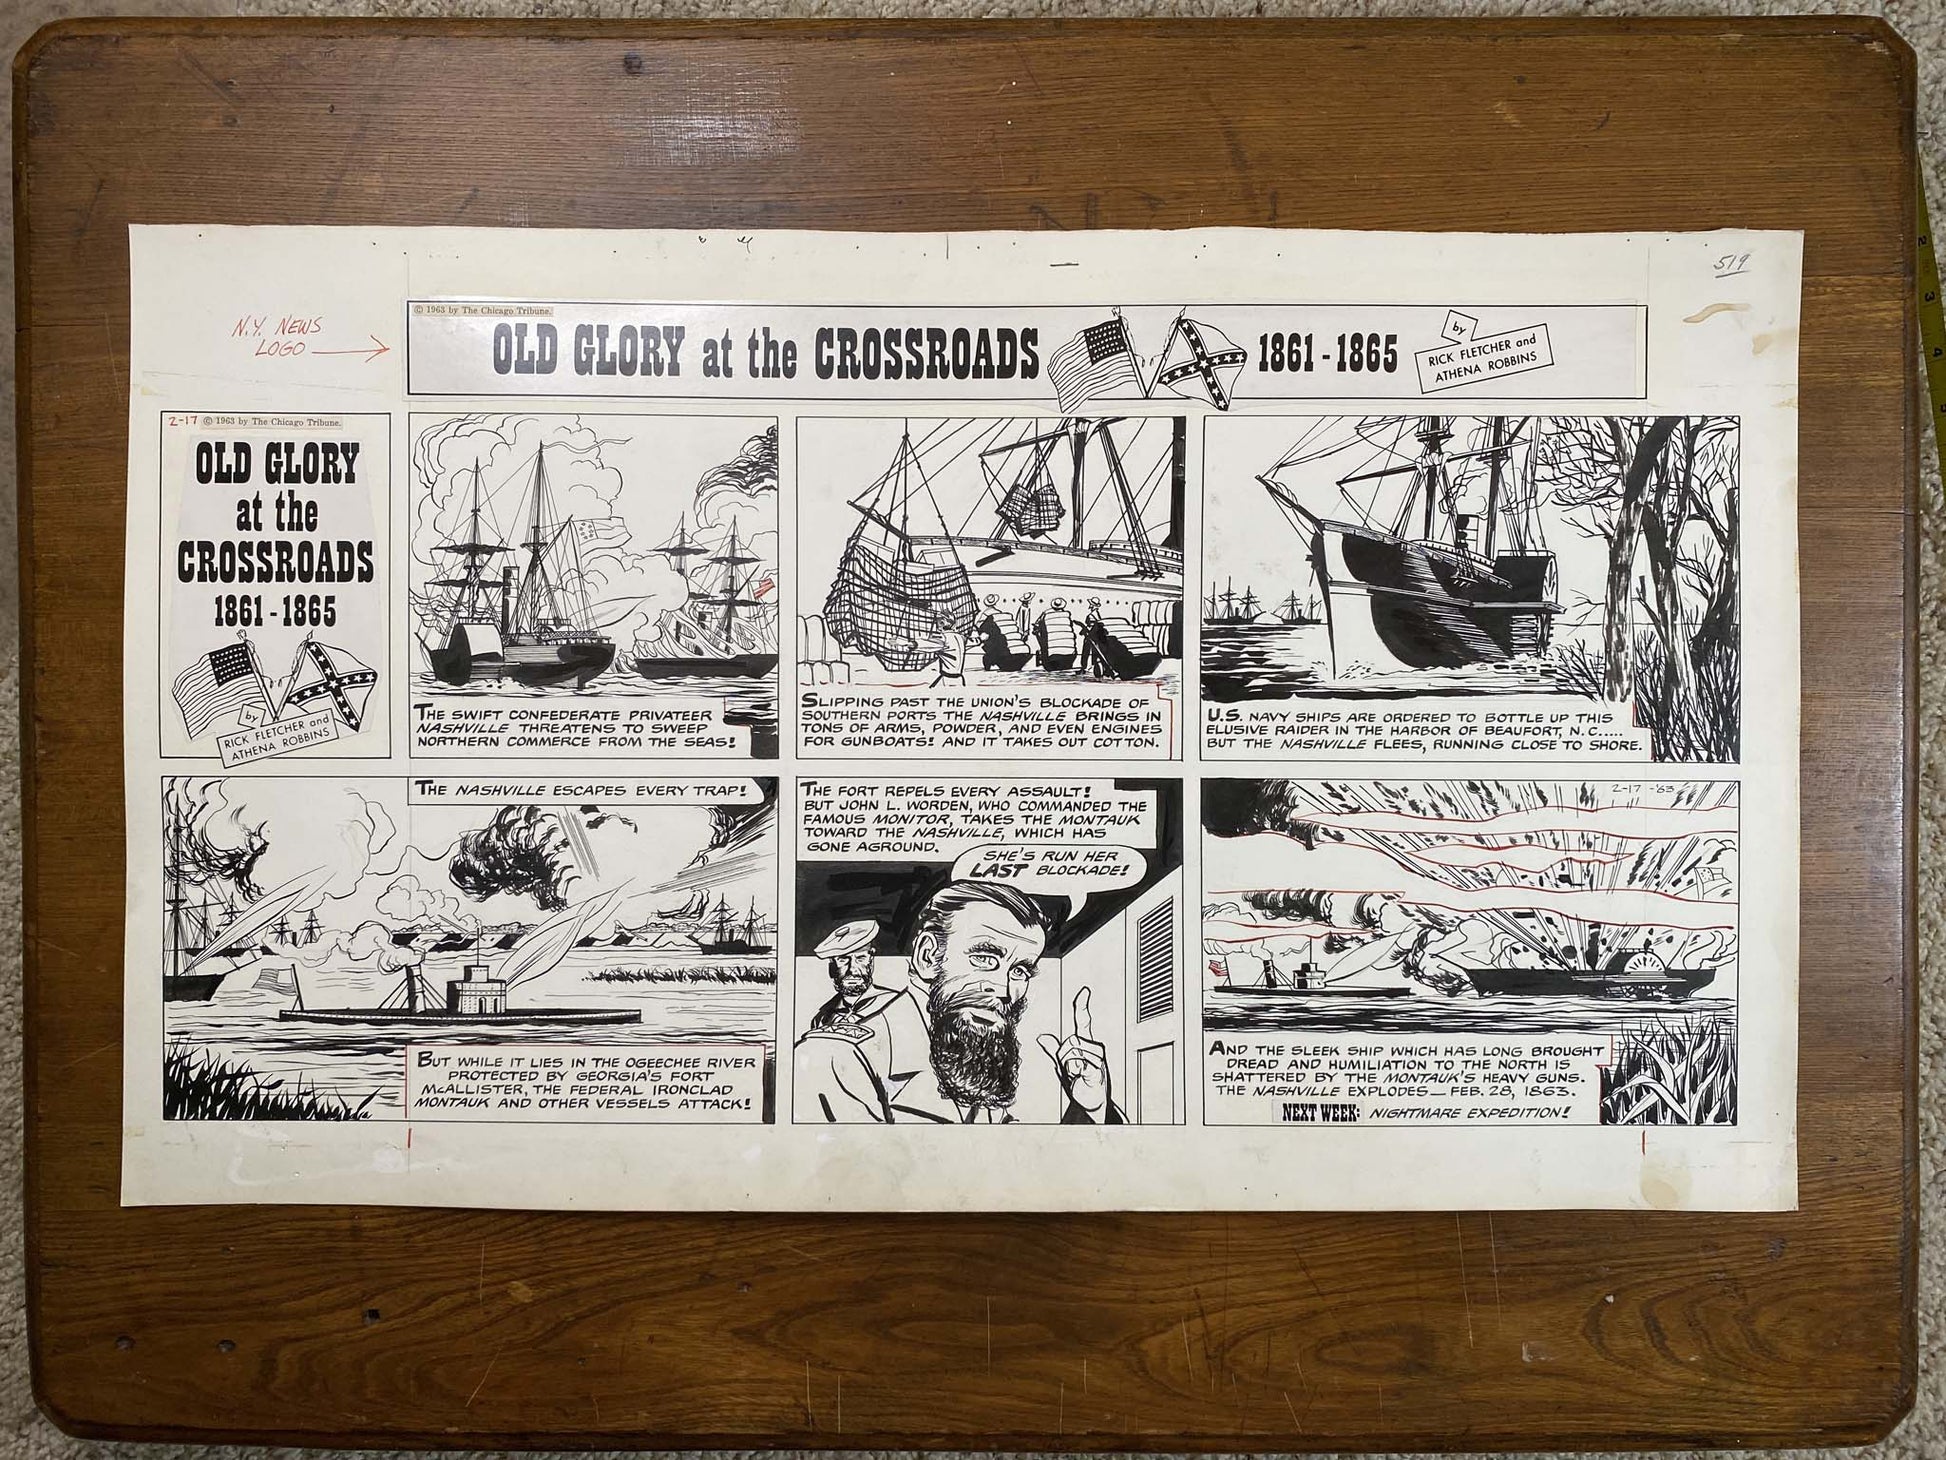 519
N.Y. NEWS
LOGO
© 1963 by The Chicago Tribune.
OLD GLORY at the CROSSROADS 1861-1865
by
RICK FLETCHER and
ATHENA ROBBINS
2-17 © 1963 by The Chicago Tribune.
OLD GLORY
at the
CROSSROADS
1861-1865
by
RICK FLETCHER and
ATHENA ROBBINS
THE SWIFT CONFEDERATE PRIVATEER
NASHVILLE THREATENS TO SWEEP
NORTHERN COMMERCE FROM THE SEAS!
SLIPPING PAST THE UNION'S BLOCKADE OF
SOUTHERN PORTS THE NASHVILLE BRINGS IN
TONS OF ARMS, POWDER, AND EVEN ENGINES
FOR GUNBOATS! AND IT TAKES OUT COTTON.
U.S. NAVY SHIPS ARE ORDERED TO BOTTLE UP THIS
ELUSIVE RAIDER IN THE HARBOR OF BEAUFORT, N.C.....
BUT THE NASHVILLE FLEES, RUNNING CLOSE TO SHORE.
THE NASHVILLE ESCAPES EVERY TRAP!
BUT WHILE IT LIES IN THE OGEECHEE RIVER
PROTECTED BY GEORGIA'S FORT
McALLISTER, THE FEDERAL IRONCLAD
MONTAUK AND OTHER VESSELS ATTACK!
THE FORT REPELS EVERY ASSAULT!
BUT JOHN L. WORDEN, WHO COMMANDED THE
FAMOUS MONITOR, TAKES THE MONTAUK
TOWARD THE NASHVILLE, WHICH HAS
GONE AGROUND.
SHE'S RUN HER
LAST BLOCKADE!
2-17-'63
AND THE SLEEK SHIP WHICH HAS LONG BROUGHT
DREAD AND HUMILIATION TO THE NORTH IS
SHATTERED BY THE MONTAUK'S HEAVY GUNS.
THE NASHVILLE EXPLODES—FEB. 28, 1863.
NEXT WEEK: NIGHTMARE EXPEDITION!